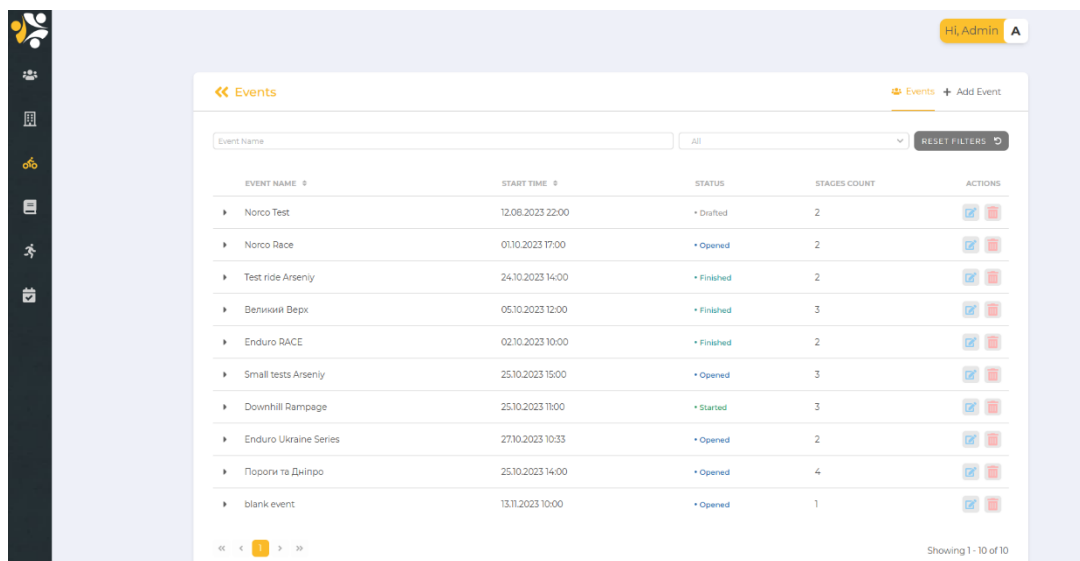 Hi, Admin A
Events
Events + Add Event
Event Name
All
RESET FILTERS
EVENT NAME START TIME STATUS STAGES COUNT ACTIONS
Norco Test 12.08.2023 22:00 • Drafted 2
Norco Race 01.10.2023 17:00 • Opened 2
Test ride Arseniy 24.10.2023 14:00 • Finished 2
Великий Верх 05.10.2023 12:00 • Finished 3
Enduro RACE 02.10.2023 10:00 • Finished 2
Small tests Arseniy 25.10.2023 15:00 • Opened 3
Downhill Rampage 25.10.2023 11:00 • Started 3
Enduro Ukraine Series 27.10.2023 10:33 • Opened 2
Пороги та Дніпро 25.10.2023 14:00 • Opened 4
blank event 13.11.2023 10:00 • Opened 1
« ‹ 1 › »
Showing 1 - 10 of 10